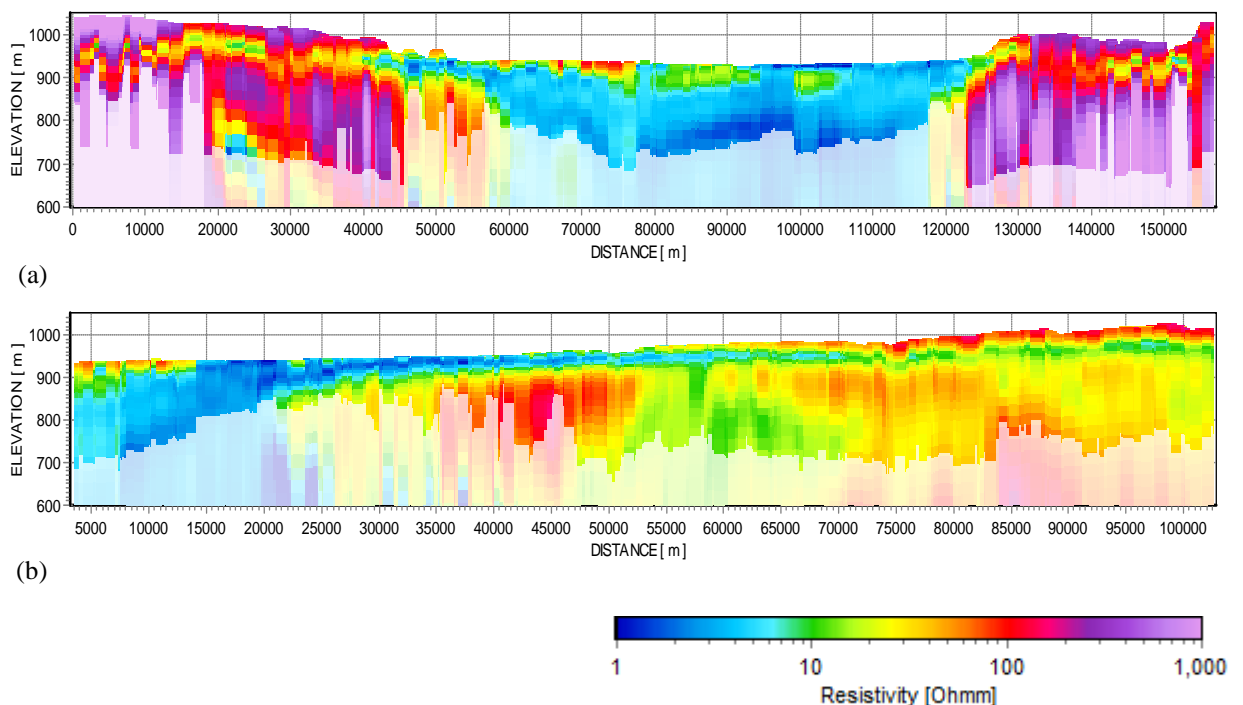 ELEVATION [ m ]
1000
900
800
700
600
0 10000 20000 30000 40000 50000 60000 70000 80000 90000 100000 110000 120000 130000 140000 150000
DISTANCE [ m ]
(a)
ELEVATION [ m ]
1000
900
800
700
600
5000 10000 15000 20000 25000 30000 35000 40000 45000 50000 55000 60000 65000 70000 75000 80000 85000 90000 95000 100000
DISTANCE [ m ]
(b)
1 10 100 1,000
Resistivity [Ohmm]